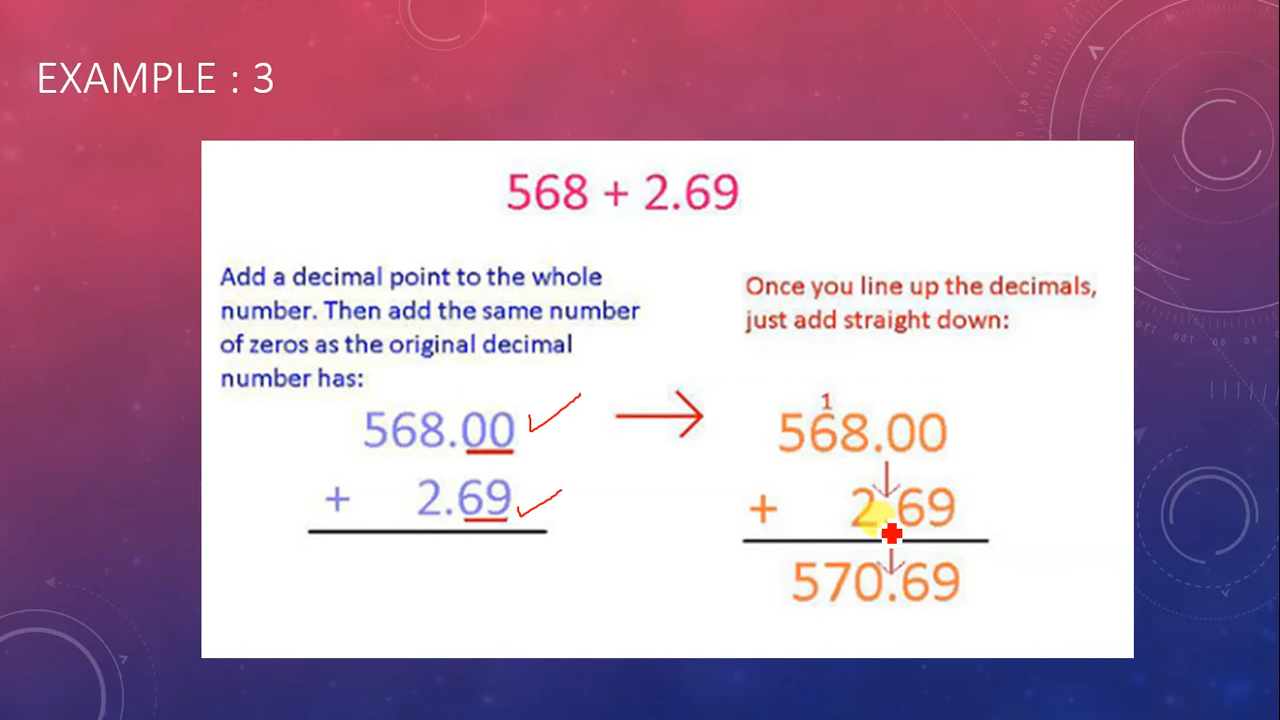 EXAMPLE : 3
568 + 2.69
Add a decimal point to the whole
number. Then add the same number
of zeros as the original decimal
number has:
568.00
+ 2.69
Once you line up the decimals,
just add straight down:
1
568.00
+ 2.69
570.69